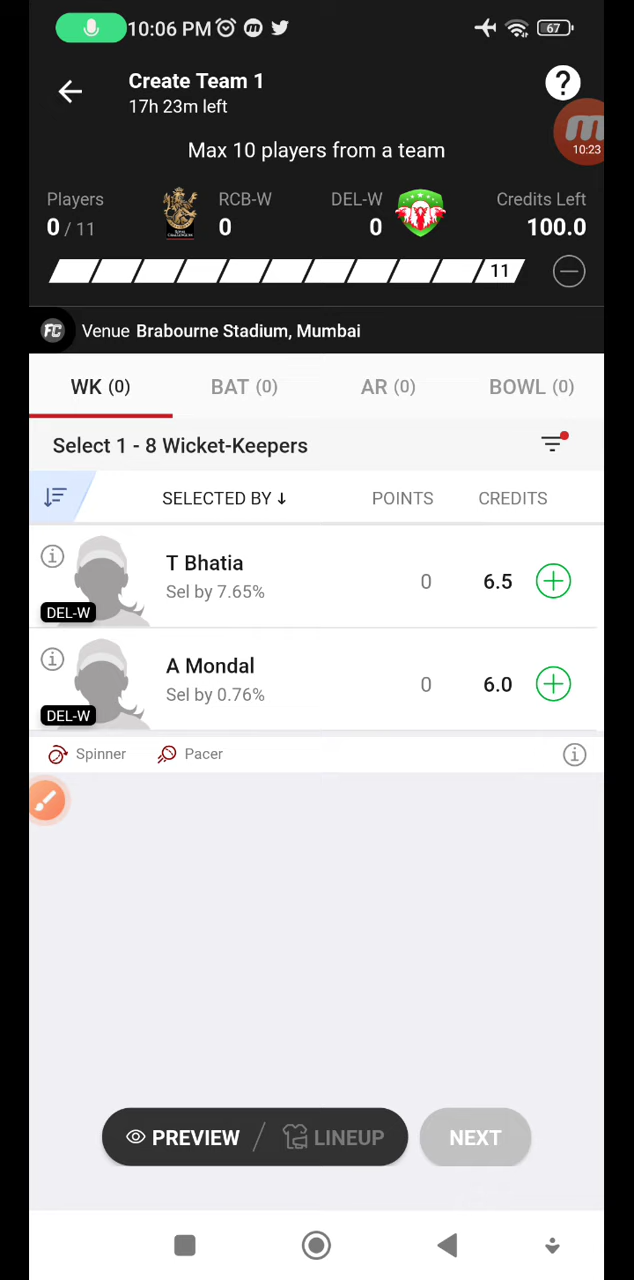 10:06 PM
67
Create Team 1
17h 23m left
?
10:23
Max 10 players from a team
Players
RCB-W
DEL-W
Credits Left
0 / 11
0
0
100.0
11
FC Venue Brabourne Stadium, Mumbai
WK (0)
BAT (0)
AR (0)
BOWL (0)
Select 1 - 8 Wicket-Keepers
SELECTED BY ↓
POINTS
CREDITS
T Bhatia
Sel by 7.65%
0
6.5
DEL-W
A Mondal
Sel by 0.76%
0
6.0
DEL-W
Spinner
Pacer
PREVIEW / LINEUP
NEXT